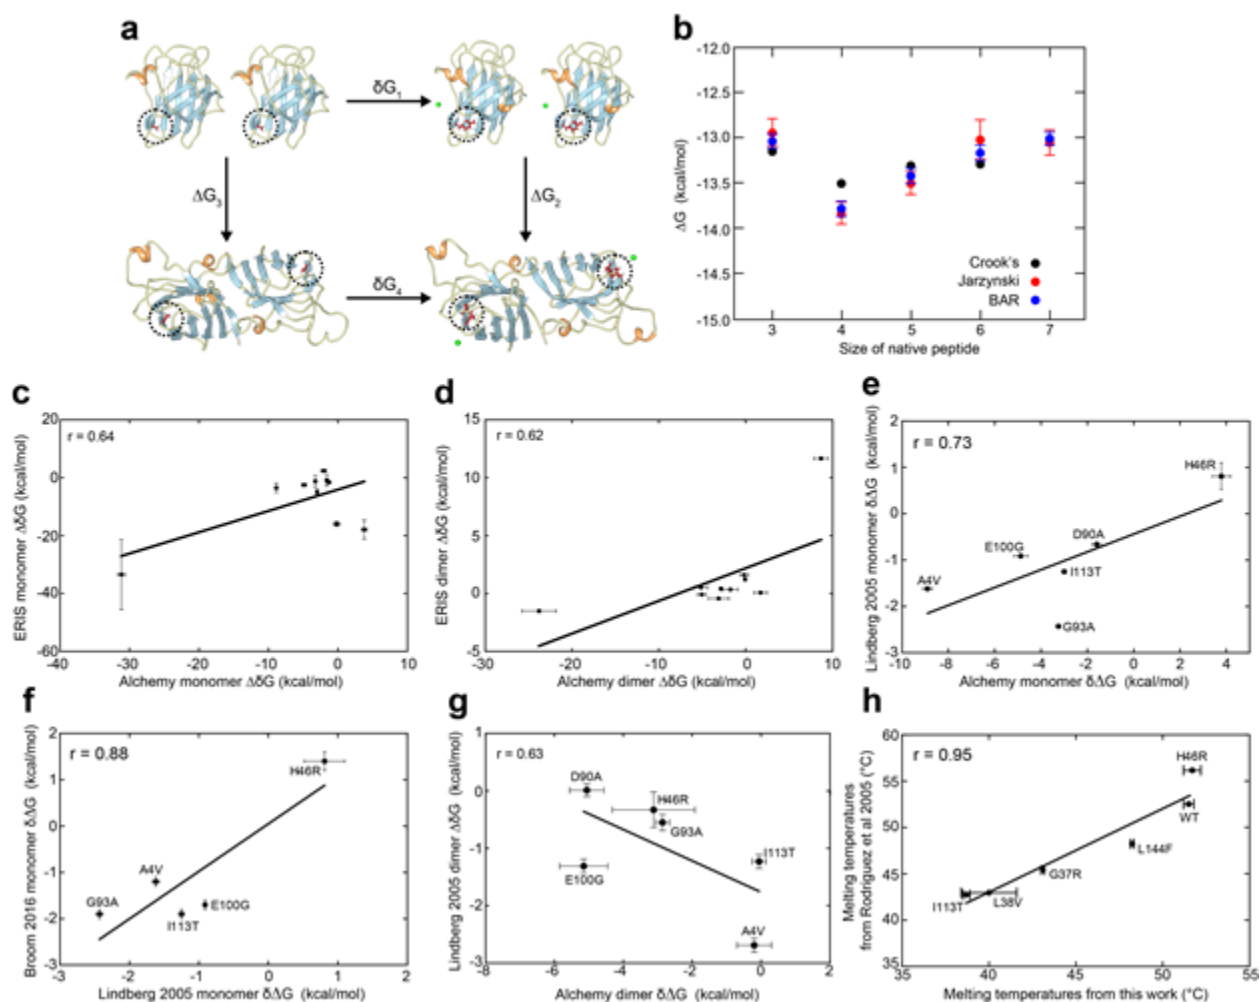 a
δG1
ΔG3
ΔG2
δG4
b
-12.0
-12.5
-13.0
-13.5
-14.0
-14.5
-15.0
ΔG (kcal/mol)
Crook's
Jarzynski
BAR
3 4 5 6 7
Size of native peptide
c
r = 0.64
20
0
-20
-40
-60
ERIS monomer ΔδG (kcal/mol)
-40 -30 -20 -10 0 10
Alchemy monomer ΔδG (kcal/mol)
d
r = 0.62
15
10
5
0
-5
ERIS dimer ΔδG (kcal/mol)
-30 -20 -10 0 10
Alchemy dimer ΔδG (kcal/mol)
e
r = 0.73
2
1
0
-1
-2
-3
Lindberg 2005 monomer δΔG (kcal/mol)
H46R
D90A
E100G
I113T
A4V
G93A
-10 -8 -6 -4 -2 0 2 4
Alchemy monomer δΔG (kcal/mol)
f
r = 0.88
2
1
0
-1
-2
-3
Broom 2016 monomer δΔG (kcal/mol)
H46R
A4V
G93A
E100G
I113T
-3 -2 -1 0 1 2
Lindberg 2005 monomer δΔG (kcal/mol)
g
r = 0.63
1
0
-1
-2
-3
Lindberg 2005 dimer ΔδG (kcal/mol)
D90A
H46R
G93A
I113T
E100G
A4V
-8 -6 -4 -2 0 2
Alchemy dimer ΔδG (kcal/mol)
h
r = 0.95
60
55
50
45
40
35
Melting temperatures
from Rodriguez et al 2005 (°C)
H46R
WT
L144F
G37R
I113T
L38V
35 40 45 50 55
Melting temperatures from this work (°C)